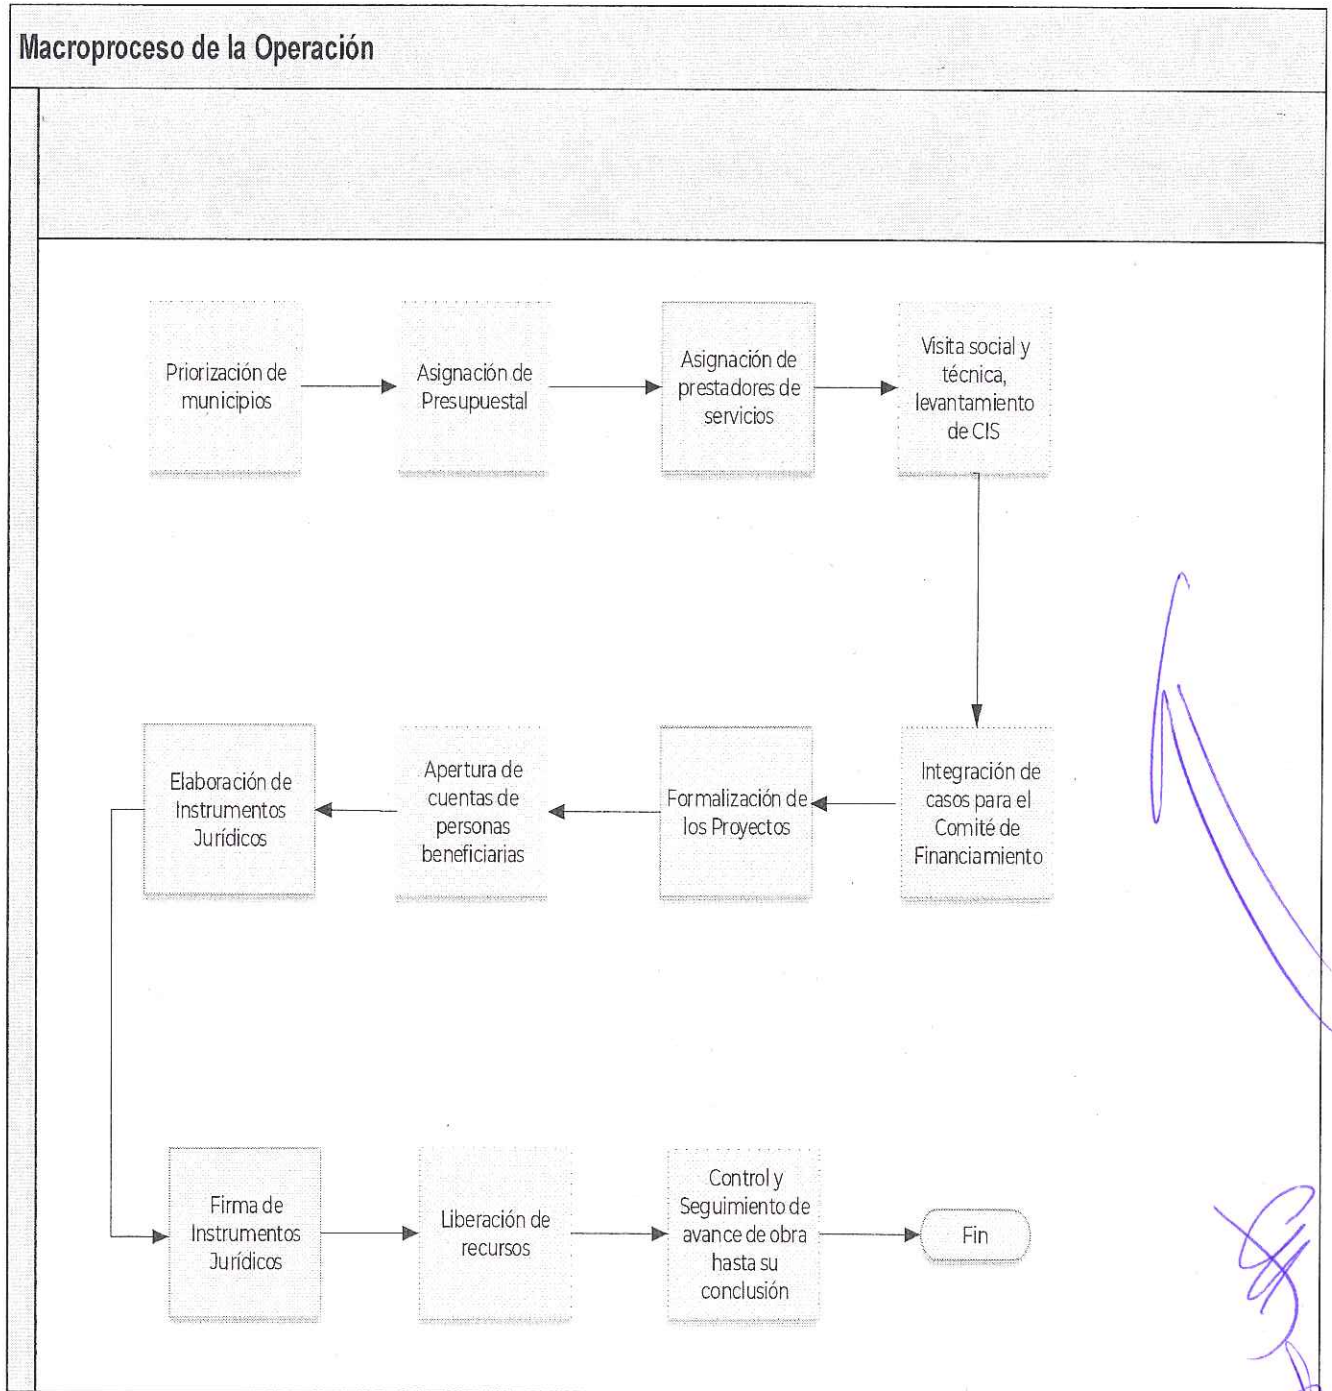 Macroproceso de la Operación
Priorización de
municipios
Asignación de
Presupuestal
Asignación de
prestadores de
servicios
Visita social y
técnica,
levantamiento
de CIS
Integración de
casos para el
Comité de
Financiamiento
Formalización de
los Proyectos
Apertura de
cuentas de
personas
beneficiarias
Elaboración de
Instrumentos
Jurídicos
Firma de
Instrumentos
Jurídicos
Liberación de
recursos
Control y
Seguimiento de
avance de obra
hasta su
conclusión
Fin